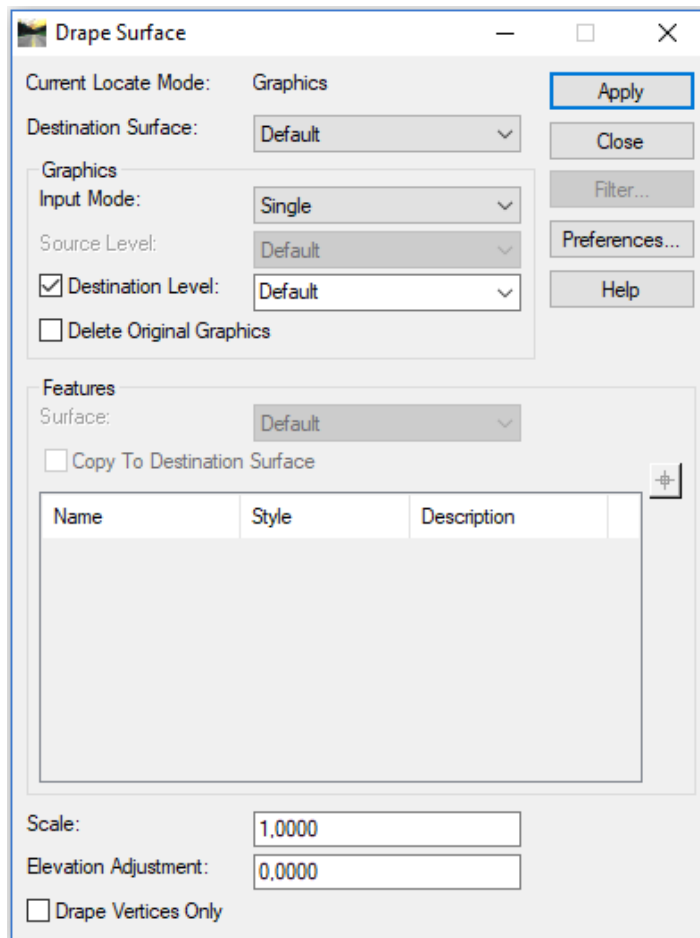 Drape Surface
Current Locate Mode: Graphics
Apply
Destination Surface: Default
Close
Graphics
Input Mode: Single
Filter...
Source Level: Default
Preferences...
Destination Level: Default
Help
Delete Original Graphics
Features
Surface: Default
Copy To Destination Surface
Name Style Description
Scale: 1,0000
Elevation Adjustment: 0,0000
Drape Vertices Only